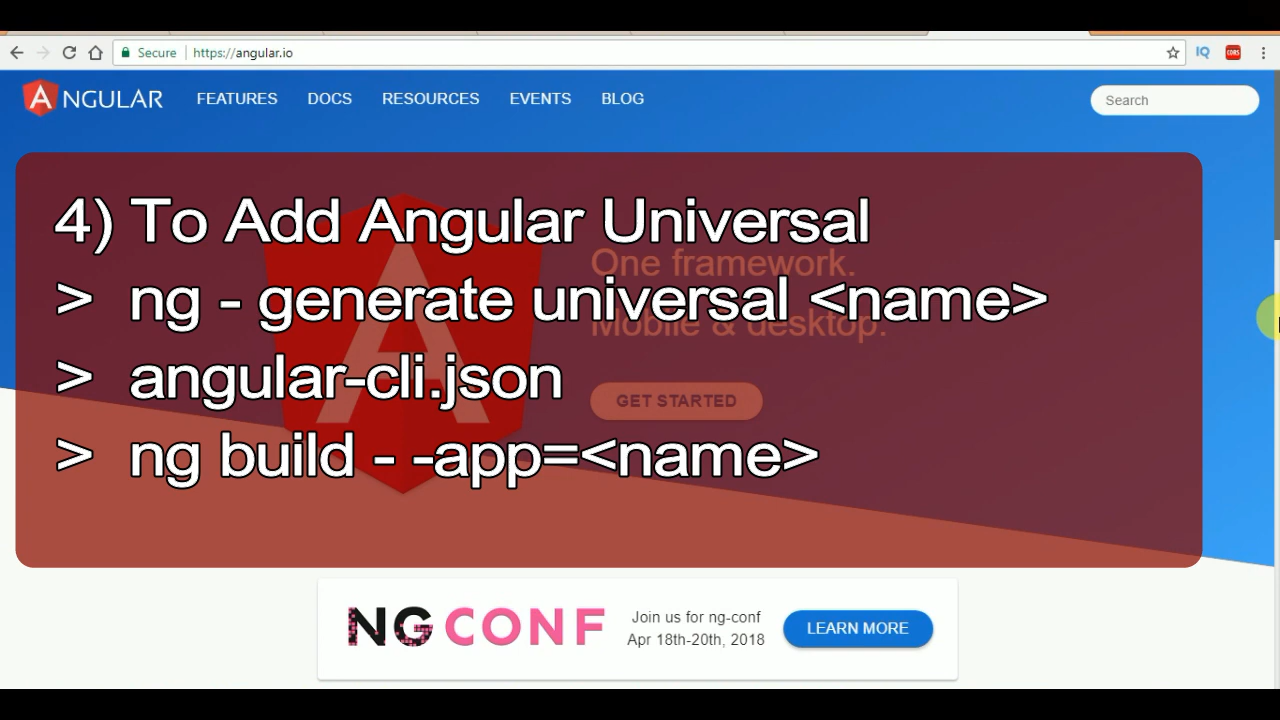 Secure https://angular.io
IQ
CORS
ANGULAR FEATURES DOCS RESOURCES EVENTS BLOG Search
4) To Add Angular Universal
> ng - generate universal <name>
> angular-cli.json
> ng build - -app=<name>
One framework.
Mobile & desktop.
GET STARTED
NG CONF
Join us for ng-conf
Apr 18th-20th, 2018
LEARN MORE